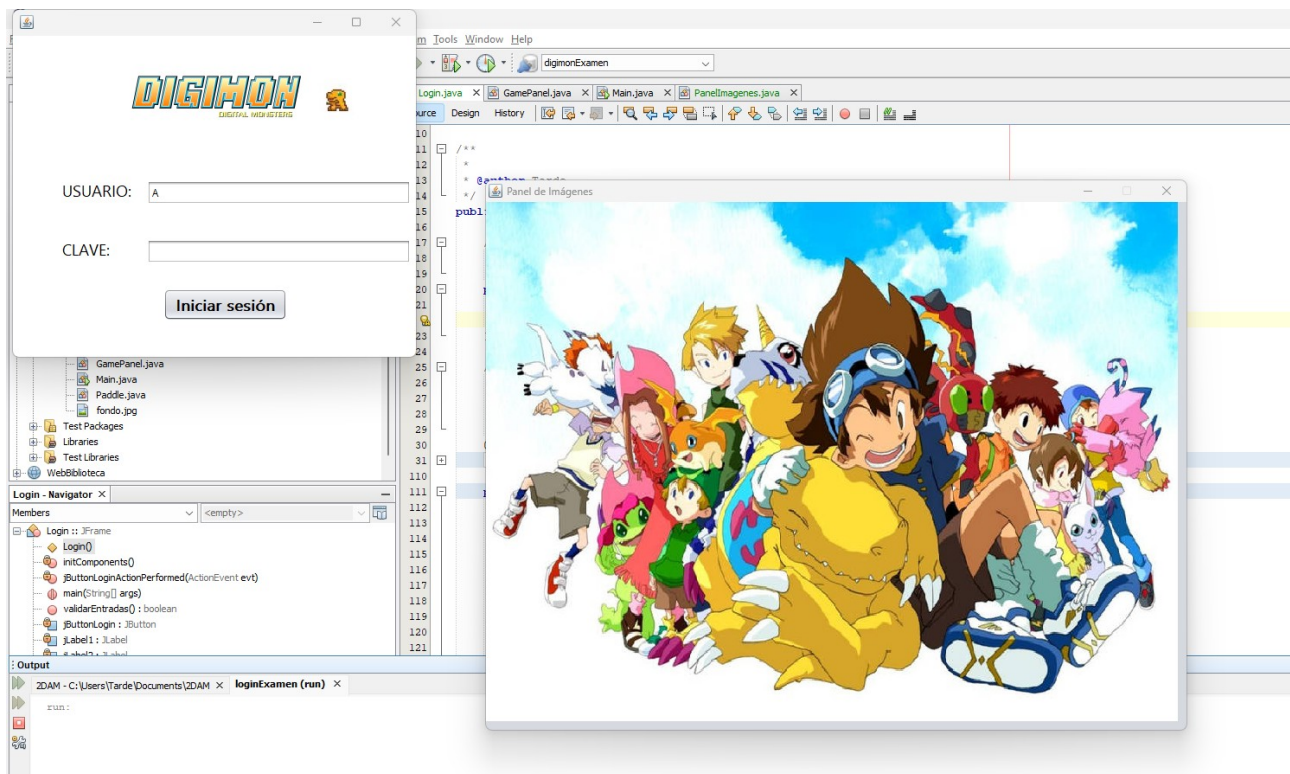 m Tools Window Help
digimonExamen
Login.java X GamePanel.java X Main.java X PanelImagenes.java X
urce Design History
DIGIMON
DIGITAL MONSTERS
USUARIO: A
CLAVE:
Iniciar sesión
10
11 /**
12 *
13 * @author Tarde
14 */
15 publ
16
17
18
19
20
21
23
24
25
26
27
28
29
30
31
110
111
112
113
114
115
116
117
118
119
120
121
Panel de Imágenes
GamePanel.java
Main.java
Paddle.java
fondo.jpg
Test Packages
Libraries
Test Libraries
WebBiblioteca
Login - Navigator X
Members <empty>
Login :: JFrame
Login()
initComponents()
jButtonLoginActionPerformed(ActionEvent evt)
main(String[] args)
validarEntradas() : boolean
jButtonLogin : JButton
jLabel1 : JLabel
Output
2DAM - C:\Users\Tarde\Documents\2DAM X loginExamen (run) X
run: